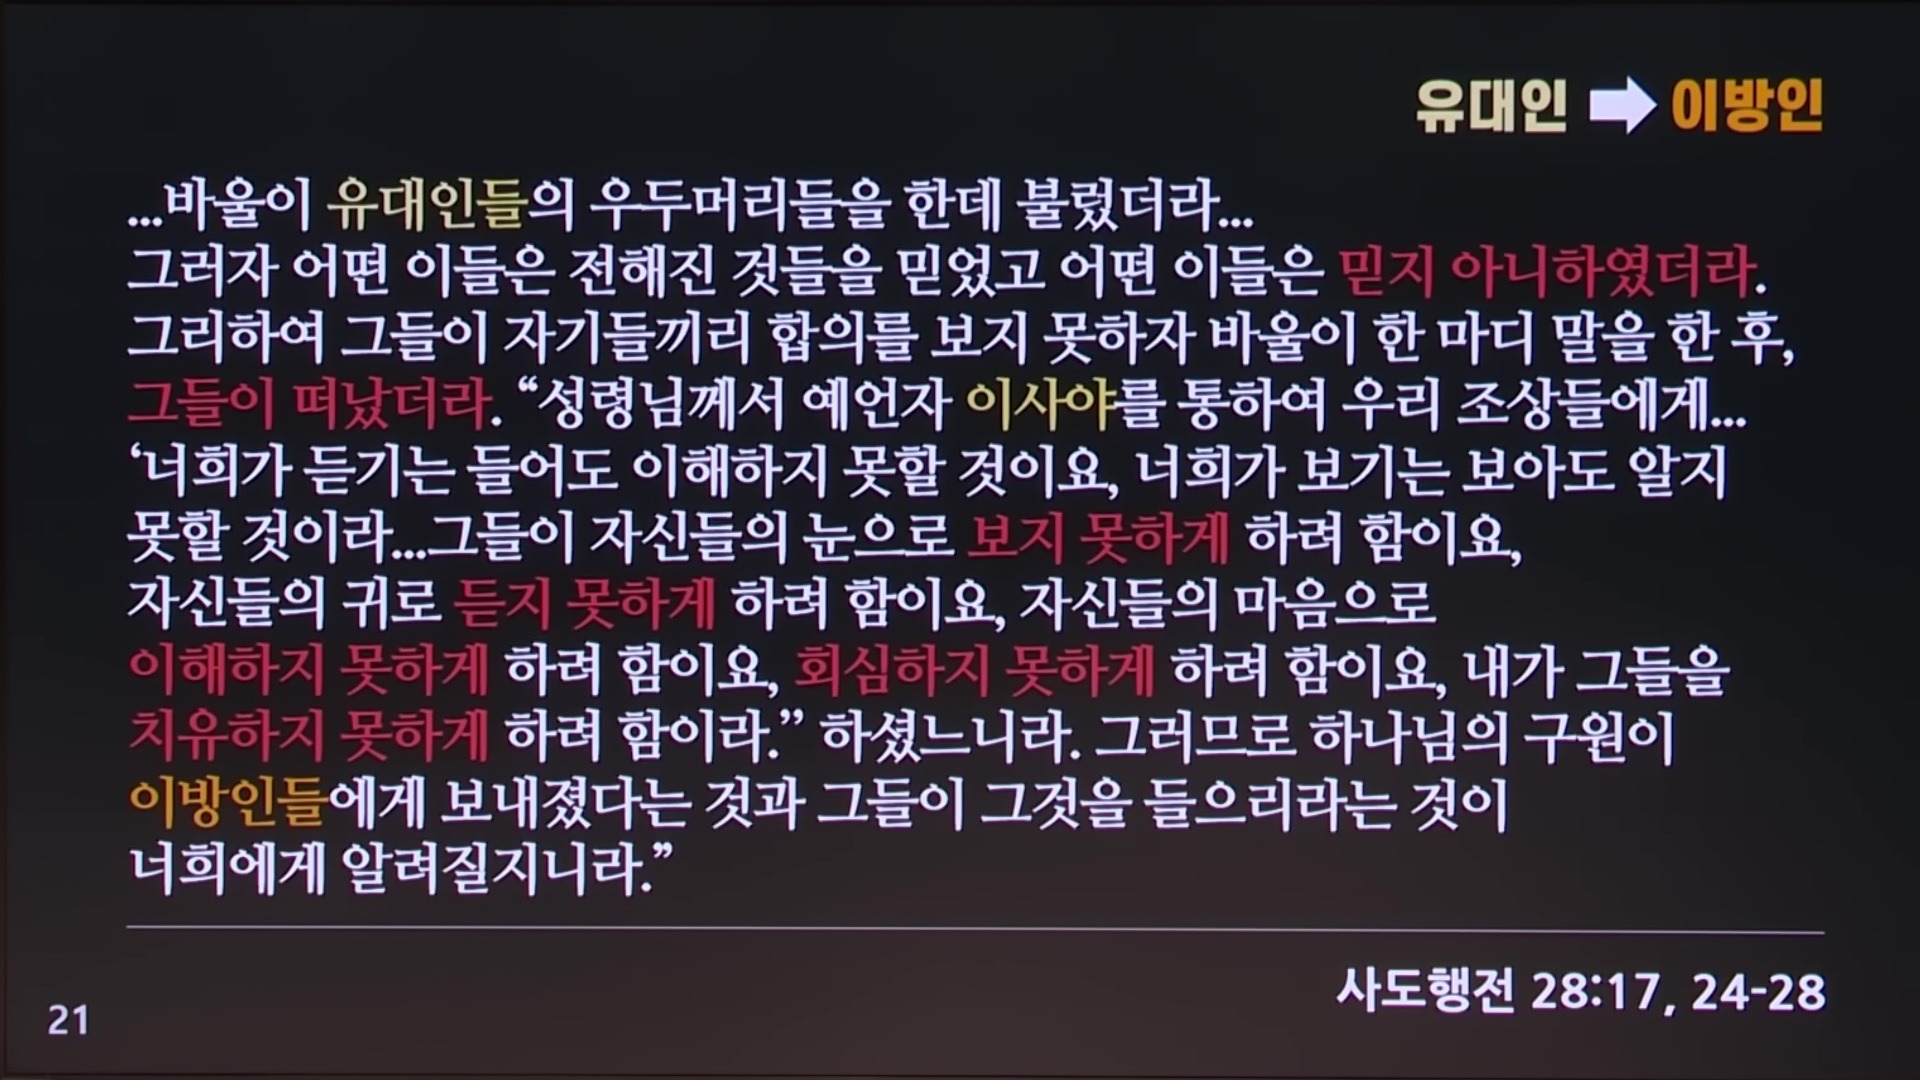 유대인 ➡ 이방인
...바울이 유대인들의 우두머리들을 한데 불렀더라...
그러자 어떤 이들은 전해진 것들을 믿었고 어떤 이들은 믿지 아니하였더라.
그리하여 그들이 자기들끼리 합의를 보지 못하자 바울이 한 마디 말을 한 후,
그들이 떠났더라. “성령님께서 예언자 이사야를 통하여 우리 조상들에게...
‘너희가 듣기는 들어도 이해하지 못할 것이요, 너희가 보기는 보아도 알지
못할 것이라...그들이 자신들의 눈으로 보지 못하게 하려 함이요,
자신들의 귀로 듣지 못하게 하려 함이요, 자신들의 마음으로
이해하지 못하게 하려 함이요, 회심하지 못하게 하려 함이요, 내가 그들을
치유하지 못하게 하려 함이라.” 하셨느니라. 그러므로 하나님의 구원이
이방인들에게 보내졌다는 것과 그들이 그것을 들으리라는 것이
너희에게 알려질지니라.”
사도행전 28:17, 24-28
21